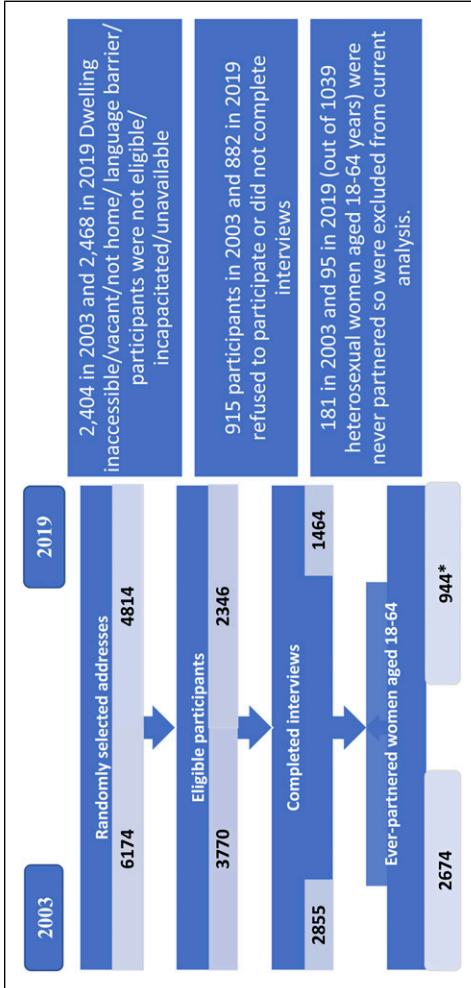 2003
2019
Randomly selected addresses
6174
4814
2,404 in 2003 and 2,468 in 2019 Dwelling
inaccessible/vacant/not home/ language barrier/
participants were not eligible/
incapacitated/unavailable
Eligible participants
3770
2346
915 participants in 2003 and 882 in 2019
refused to participate or did not complete
interviews
Completed interviews
2855
1464
181 in 2003 and 95 in 2019 (out of 1039
heterosexual women aged 18-64 years) were
never partnered so were excluded from current
analysis.
Ever-partnered women aged 18-64
2674
944*